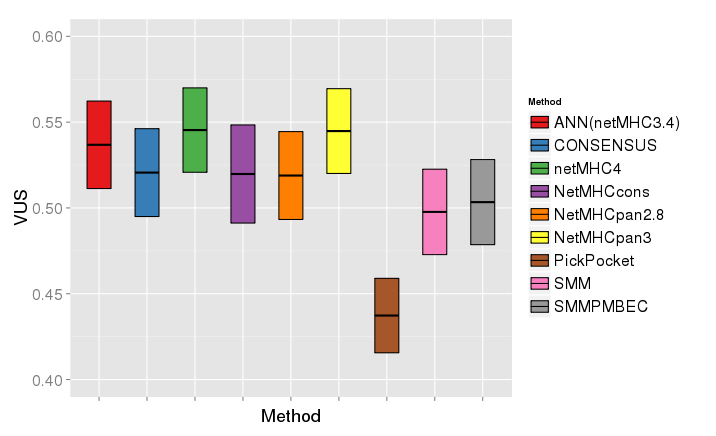 0.60
0.55
0.50
0.45
0.40
VUS
Method
Method
ANN(netMHC3.4)
CONSENSUS
netMHC4
NetMHCcons
NetMHCpan2.8
NetMHCpan3
PickPocket
SMM
SMMPMBEC